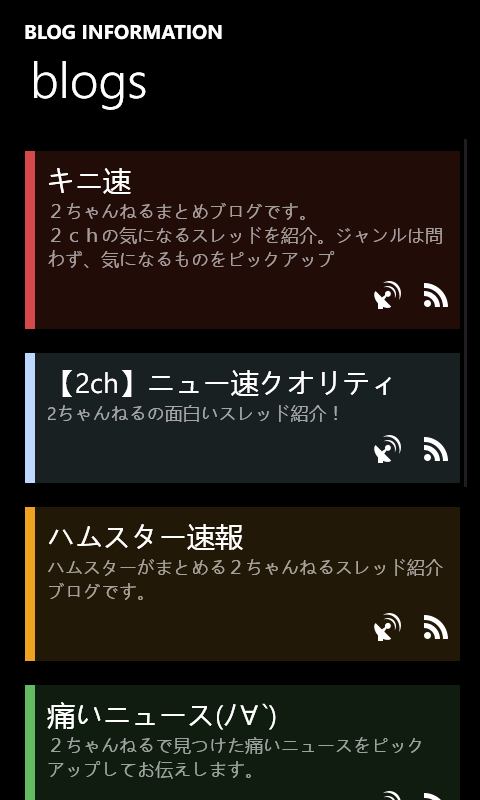 BLOG INFORMATION
blogs
キニ速
２ちゃんねるまとめブログです。
２ｃｈの気になるスレッドを紹介。ジャンルは問
わず、気になるものをピックアップ
【2ch】ニュー速クオリティ
2ちゃんねるの面白いスレッド紹介！
ハムスター速報
ハムスターがまとめる２ちゃんねるスレッド紹介
ブログです。
痛いニュース(ﾉ∀`)
２ちゃんねるで見つけた痛いニュースをピック
アップしてお伝えします。